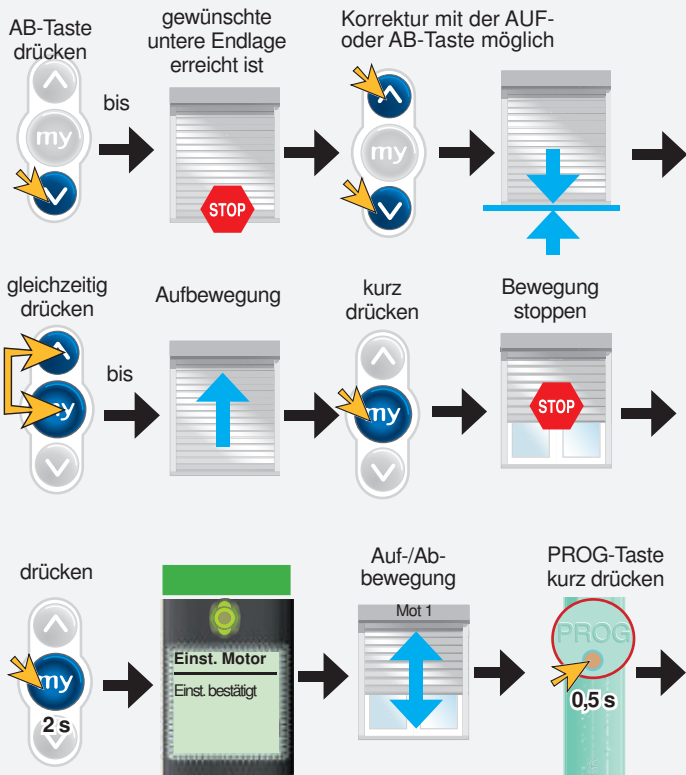 AB-Taste
drücken
gewünschte
untere Endlage
erreicht ist
Korrektur mit der AUF-
oder AB-Taste möglich
my
bis
STOP
my
gleichzeitig
drücken
Aufbewegung
kurz
drücken
Bewegung
stoppen
my
bis
my
STOP
drücken
Auf-/Ab-
bewegung
PROG-Taste
kurz drücken
my
2 s
Einst. Motor
Einst. bestätigt
Mot 1
PROG
0,5 s